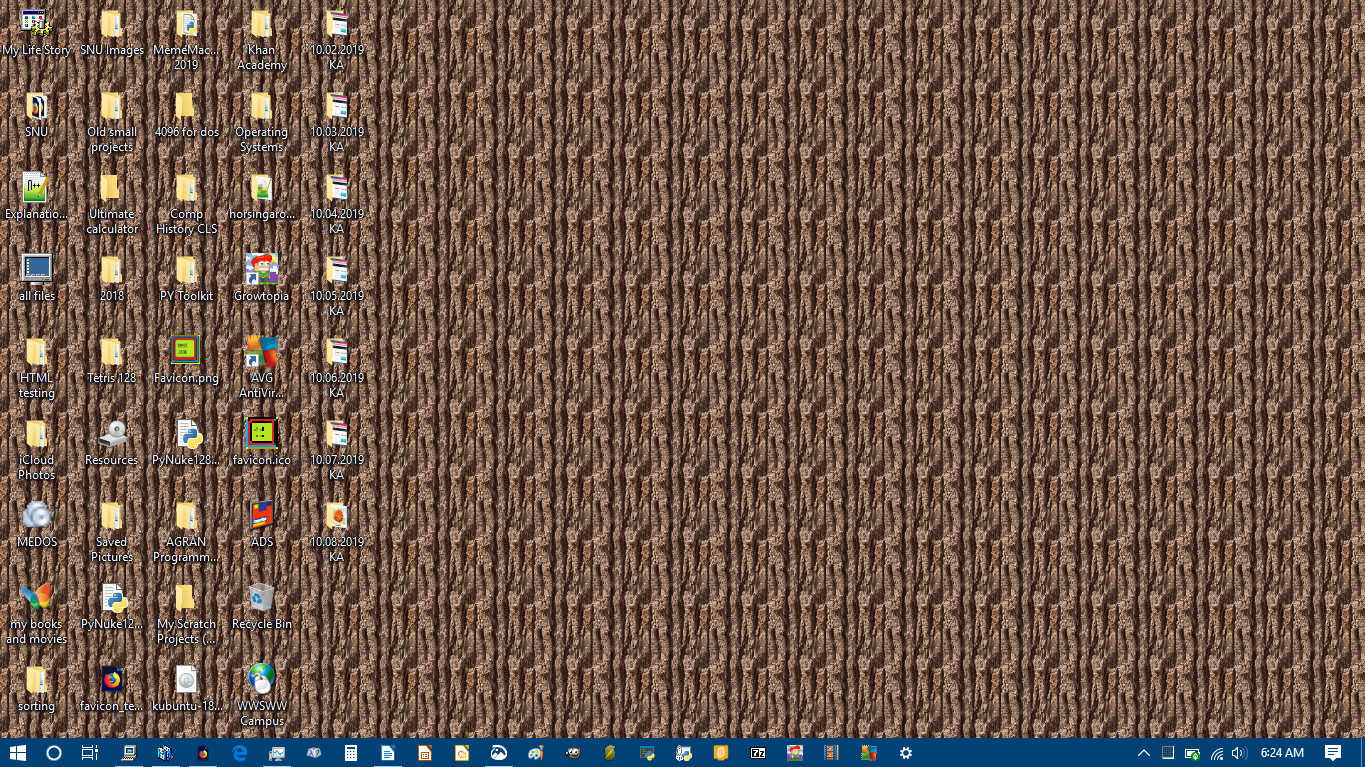 My Life Story
SNU Images
MemeMac...
2019
Khan
Academy
10.02.2019
KA
SNU
Old small
projects
4096 for dos
Operating
Systems
10.03.2019
KA
Explanatio...
Ultimate
calculator
Comp
History CLS
horsingaro...
10.04.2019
KA
all files
2018
PY Toolkit
Growtopia
10.05.2019
KA
HTML
testing
Tetris 128
Favicon.png
AVG
AntiVir...
10.06.2019
KA
iCloud
Photos
Resources
PyNuke128...
favicon.ico
10.07.2019
KA
MEDOS
Saved
Pictures
AGRAN
Programm...
ADS
10.08.2019
KA
my books
and movies
PyNuke12...
My Scratch
Projects (...
Recycle Bin
sorting
favicon_te...
kubuntu-18...
WWSWW
Campus
6:24 AM